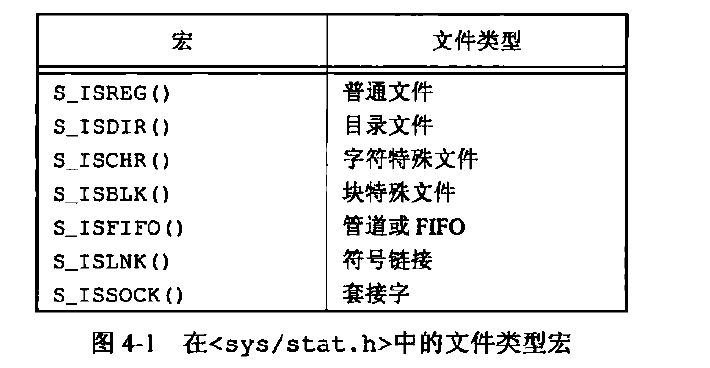 宏 文件类型
S_ISREG() 普通文件
S_ISDIR() 目录文件
S_ISCHR() 字符特殊文件
S_ISBLK() 块特殊文件
S_ISFIFO() 管道或 FIFO
S_ISLNK() 符号链接
S_ISSOCK() 套接字
图 4-1 在<sys/stat.h>中的文件类型宏